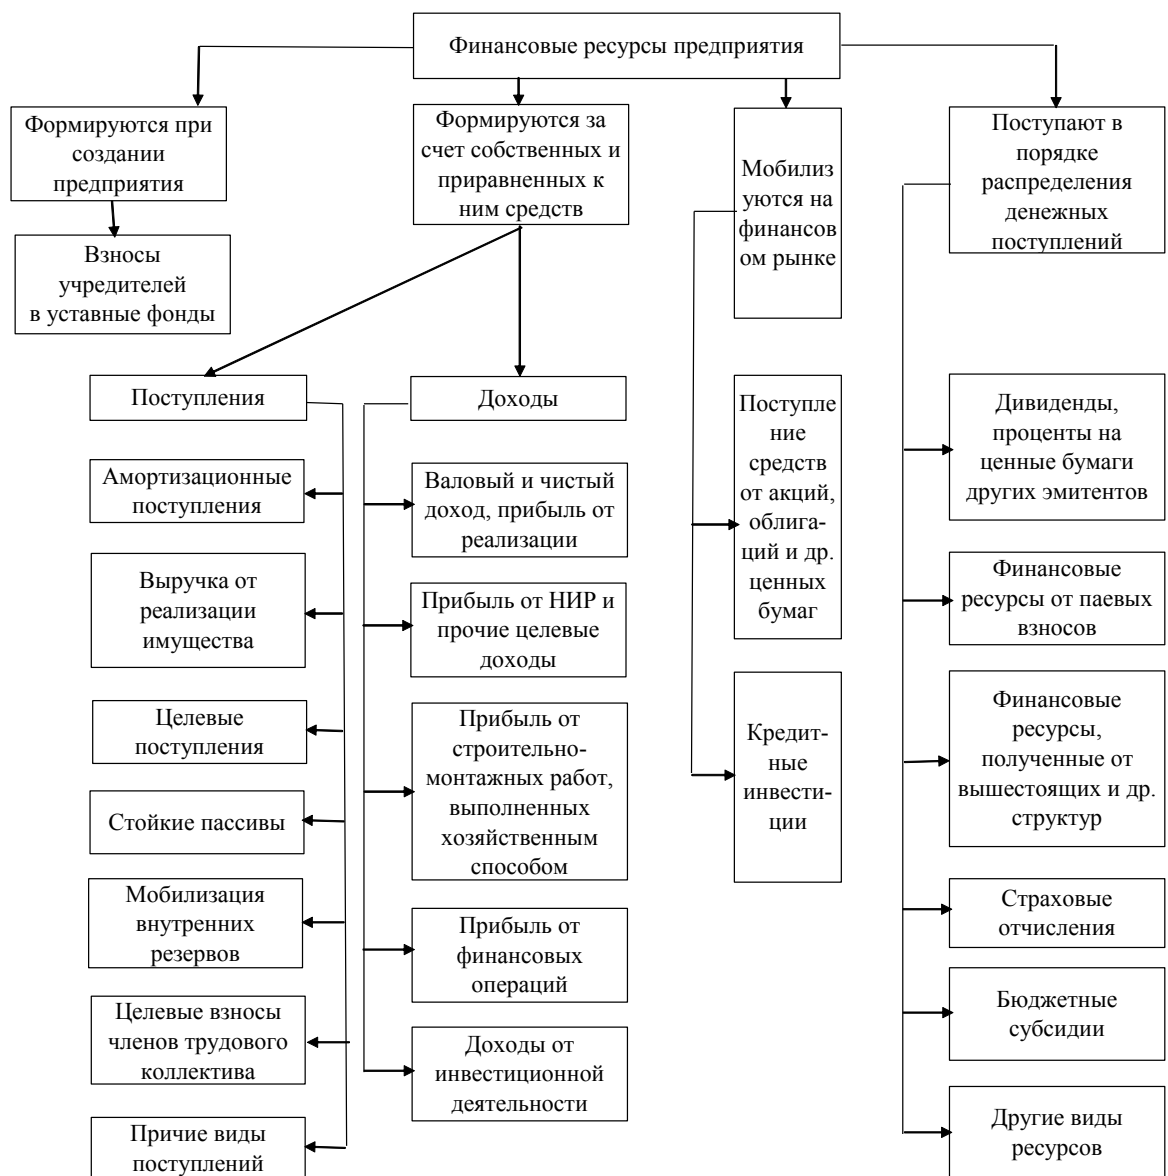 Финансовые ресурсы предприятия
Формируются при
создании
предприятия
Взносы
учредителей
в уставные фонды
Формируются за
счет собственных и
приравненных к
ним средств
Поступления
Амортизационные
поступления
Выручка от
реализации
имущества
Целевые
поступления
Стойкие пассивы
Мобилизация
внутренних
резервов
Целевые взносы
членов трудового
коллектива
Причие виды
поступлений
Доходы
Валовый и чистый
доход, прибыль от
реализации
Прибыль от НИР и
прочие целевые
доходы
Прибыль от
строительно-
монтажных работ,
выполненных
хозяйственным
способом
Прибыль от
финансовых
операций
Доходы от
инвестиционной
деятельности
Мобилиз
уются на
финансов
ом рынке
Поступле
ние
средств
от акций,
облига-
ций и др.
ценных
бумаг
Кредит-
ные
инвести-
ции
Поступают в
порядке
распределения
денежных
поступлений
Дивиденды,
проценты на
ценные бумаги
других эмитентов
Финансовые
ресурсы от паевых
взносов
Финансовые
ресурсы,
полученные от
вышестоящих и др.
структур
Страховые
отчисления
Бюджетные
субсидии
Другие виды
ресурсов